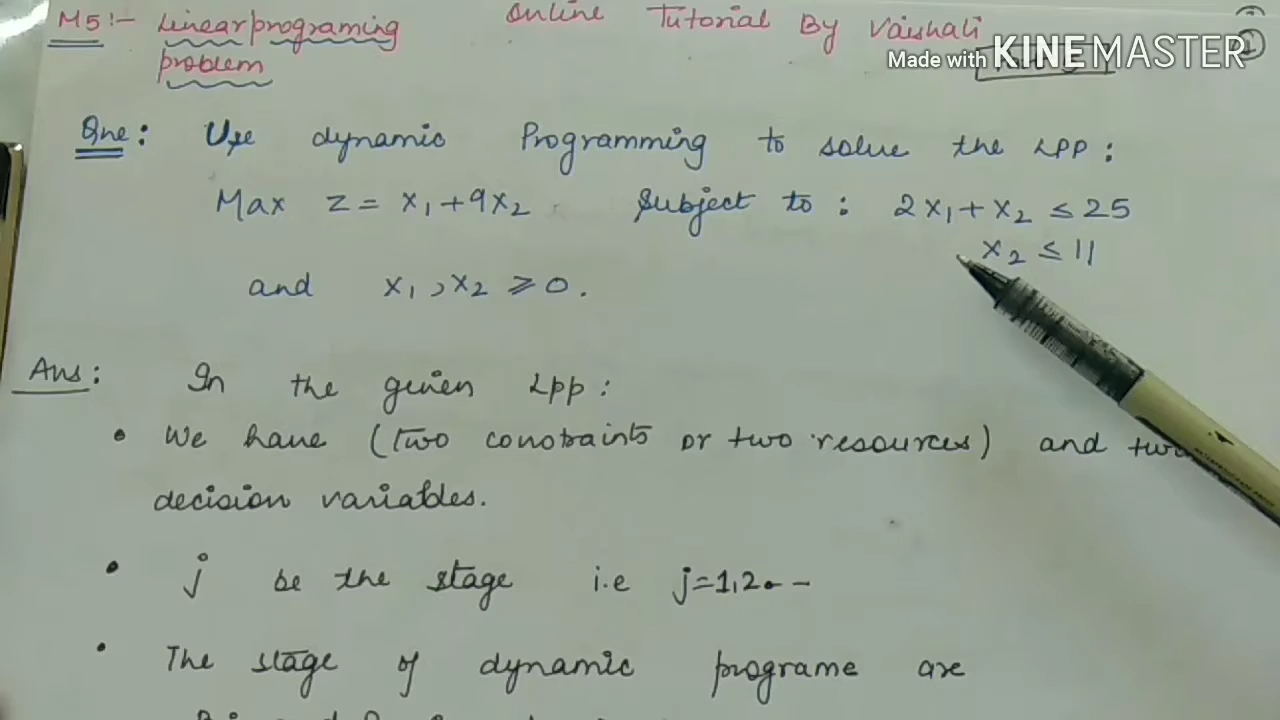 M5:- Linear programing Online Tutorial By Vaishali
problem
Made with KINEMASTER
Qne: Use dynamic Programming to solve the LPP:
Max Z = x1 + 9x2 Subject to: 2x1 + x2 ≤ 25
x2 ≤ 11
and x1, x2 ≥ 0.
Ans: In the given Lpp:
• We have (two constraints or two resources) and two
decision variables.
• j be the stage i.e j=1,2•-
• The stage of dynamic programe are